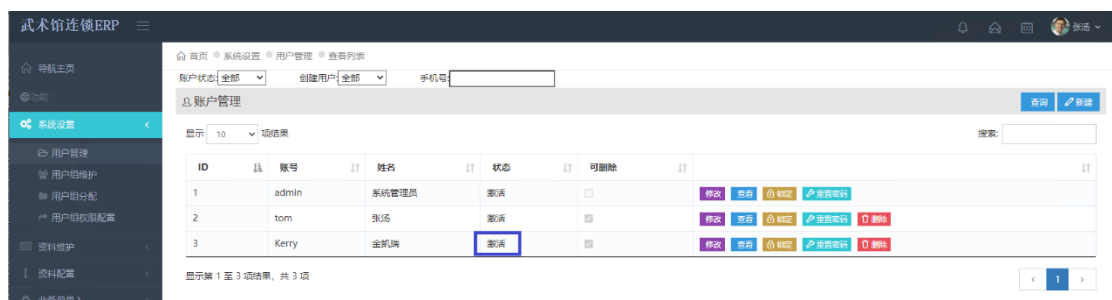 武术馆连锁ERP
张汤
导航主页
功能
系统设置
用户管理
用户组维护
用户组分配
用户组权限配置
资料维护
资料配置
首页 系统设置 用户管理 查看列表
账户状态: 全部 创建用户: 全部 手机号:
账户管理 查询 新建
显示 10 项结果 搜索:
ID 账号 姓名 状态 可删除
1 admin 系统管理员 激活 修改 查看 锁定 重置密码
2 tom 张汤 激活 修改 查看 锁定 重置密码 删除
3 Kerry 金凯瑞 激活 修改 查看 锁定 重置密码 删除
显示第 1 至 3 项结果，共 3 项 1